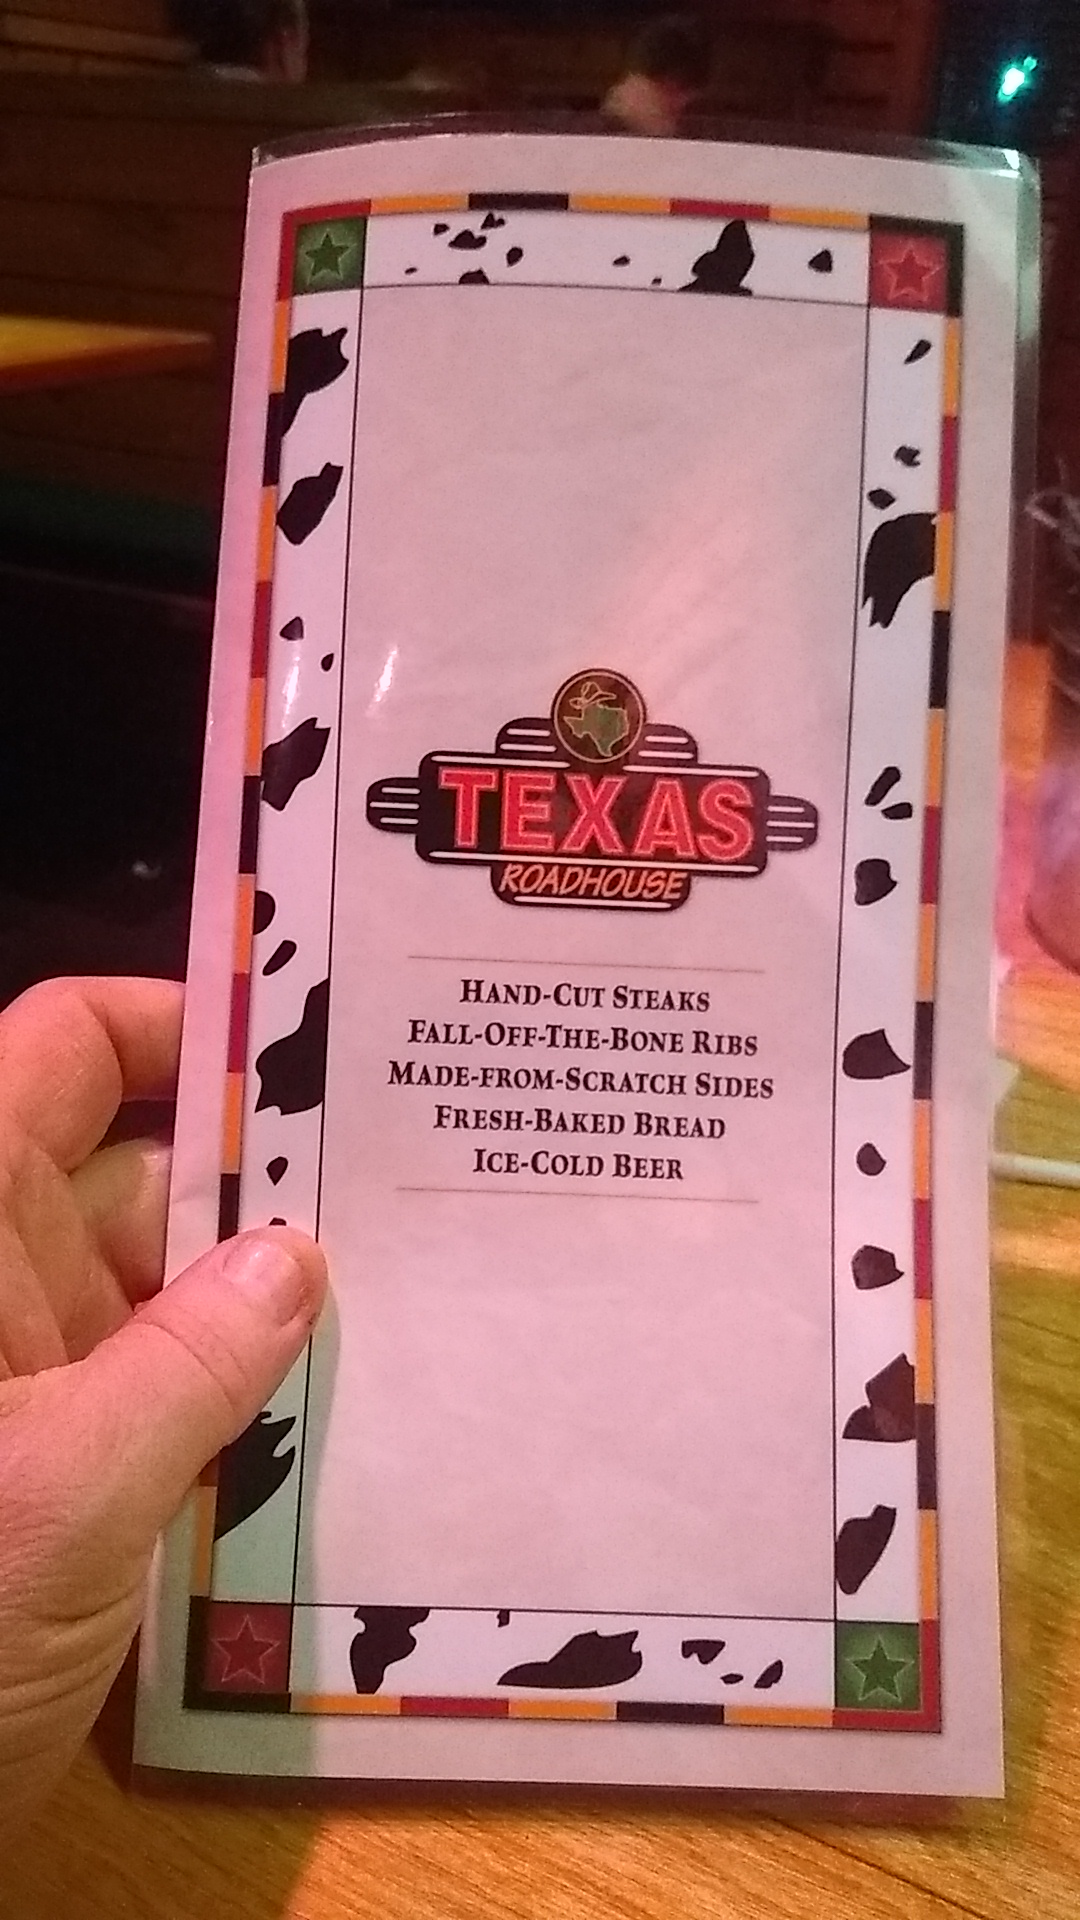 TEXAS
ROADHOUSE
HAND-CUT STEAKS
FALL-OFF-THE-BONE RIBS
MADE-FROM-SCRATCH SIDES
FRESH-BAKED BREAD
ICE-COLD BEER